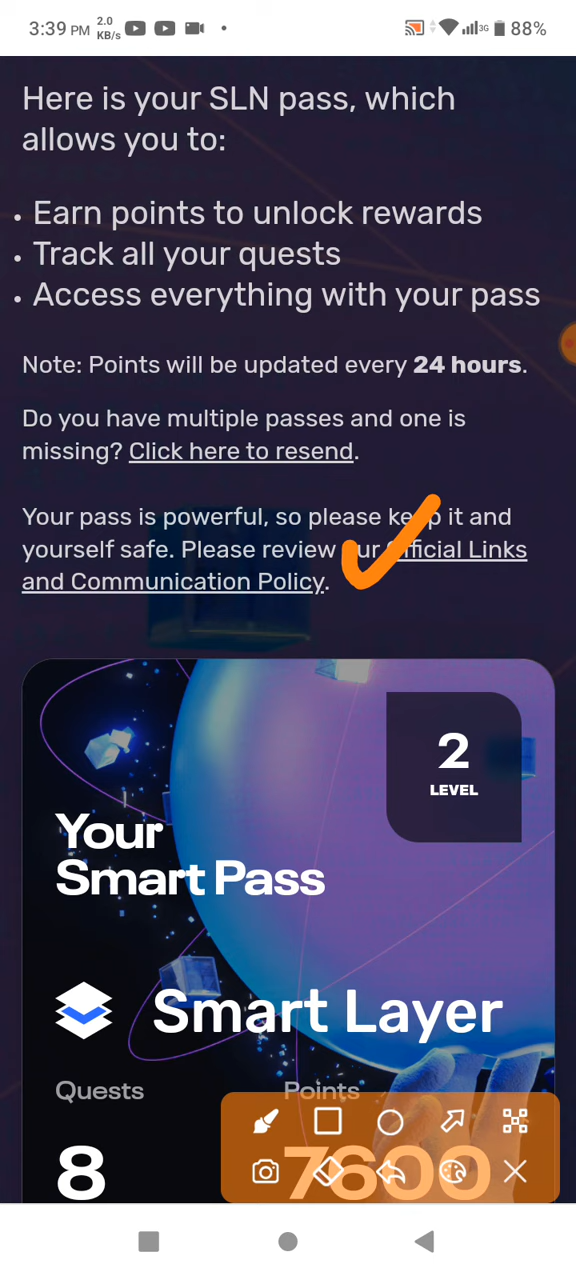 3:39 PM 2.0 KB/s 3G 88%
Here is your SLN pass, which
allows you to:
• Earn points to unlock rewards
• Track all your quests
• Access everything with your pass
Note: Points will be updated every 24 hours.
Do you have multiple passes and one is
missing? Click here to resend.
Your pass is powerful, so please keep it and
yourself safe. Please review our Official Links
and Communication Policy.
2
LEVEL
Your
Smart Pass
Smart Layer
Quests Points
8 7600